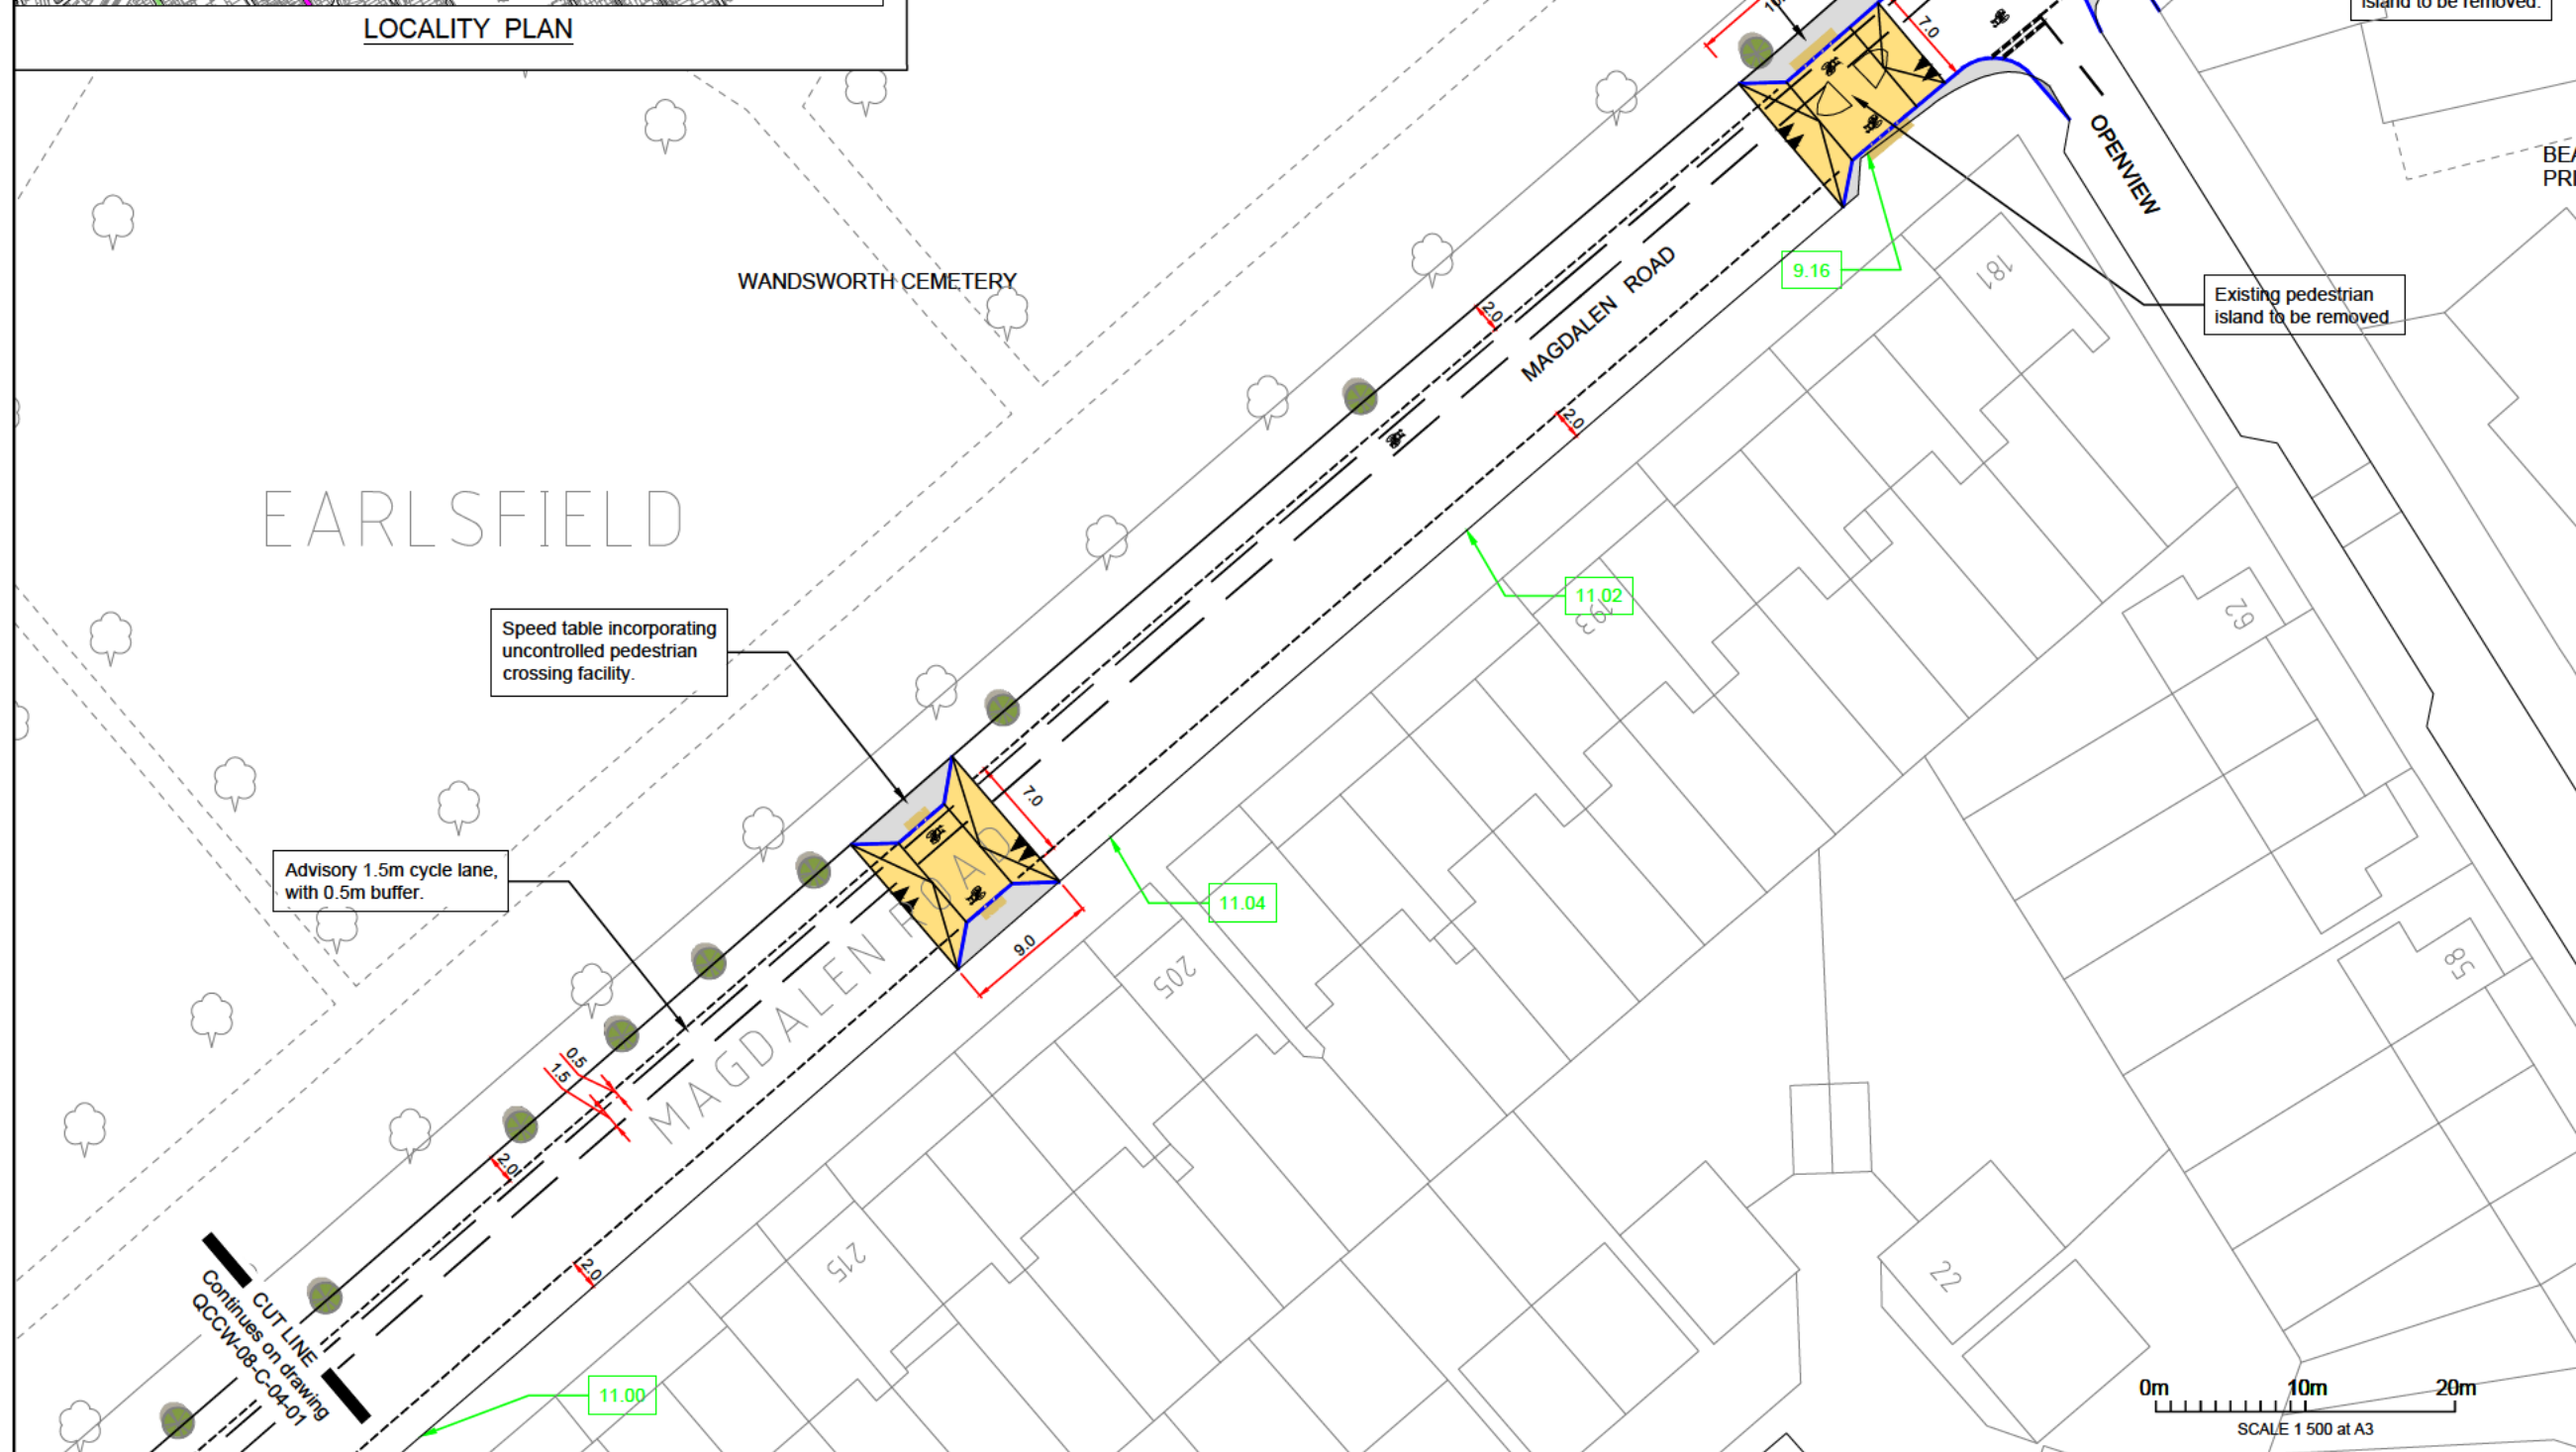 LOCALITY PLAN
island to be removed.
10.
7.0
OPENVIEW
WANDSWORTH CEMETERY
2.0
MAGDALEN ROAD
9.16
181
Existing pedestrian
island to be removed
2.0
EARLSFIELD
11.02
193
62
Speed table incorporating
uncontrolled pedestrian
crossing facility.
7.0
Advisory 1.5m cycle lane,
with 0.5m buffer.
11.04
9.0
205
58
0.5
1.5
MAGDALEN ROAD
2.0
2.0
215
22
CUT LINE
Continues on drawing
QCCW-08-C-04-01
11.00
0m 10m 20m
SCALE 1 500 at A3